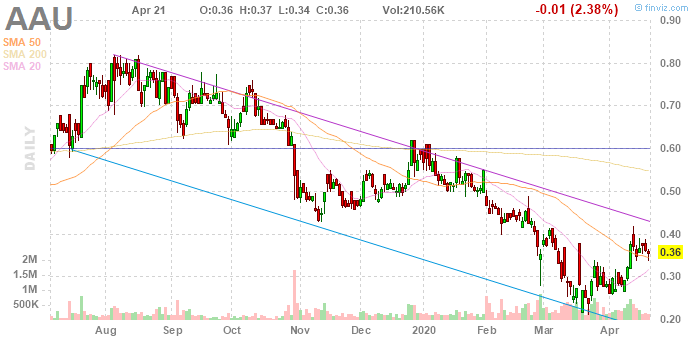 AAU Apr 21 O:0.36 H:0.37 L:0.34 C:0.36 Vol:210.56K -0.01 (2.38%)
© finviz.com
SMA 50
SMA 200
SMA 20
DAILY
0.90
0.80
0.70
0.60
0.50
0.40
0.36
0.30
0.20
2M
1.5M
1M
500K
Aug Sep Oct Nov Dec 2020 Feb Mar Apr